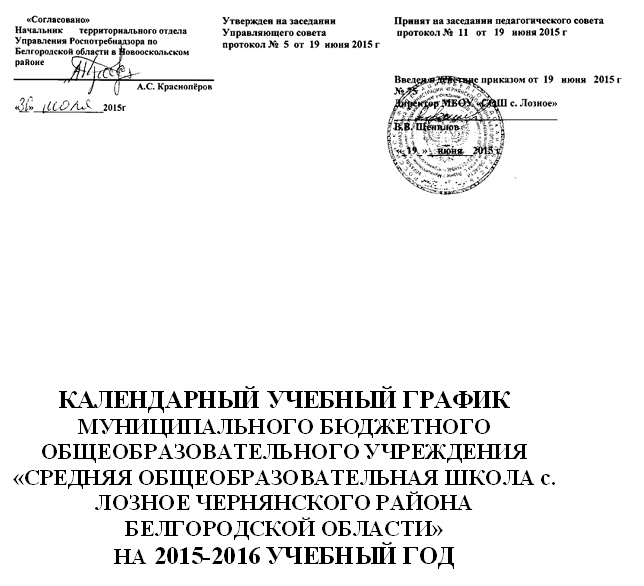 «Согласовано»
Начальник территориального отдела
Управления Роспотребнадзора по
Белгородской области в Новооскольском
районе
А.С. Краснопёров
июля 2015г
Утвержден на заседании
Управляющего совета
протокол № 5 от 19 июня 2015 г
Принят на заседании педагогического совета
протокол № 11 от 19 июня 2015 г
Введен в действие приказом от 19 июня 2015 г
№ 75
Директор МБОУ «СОШ с. Лозное»
« 19 » июня 2015 г.
КАЛЕНДАРНЫЙ УЧЕБНЫЙ ГРАФИК
МУНИЦИПАЛЬНОГО БЮДЖЕТНОГО
ОБЩЕОБРАЗОВАТЕЛЬНОГО УЧРЕЖДЕНИЯ
«СРЕДНЯЯ ОБЩЕОБРАЗОВАТЕЛЬНАЯ ШКОЛА с.
ЛОЗНОЕ ЧЕРНЯНСКОГО РАЙОНА
БЕЛГОРОДСКОЙ ОБЛАСТИ»
НА 2015-2016 УЧЕБНЫЙ ГОД